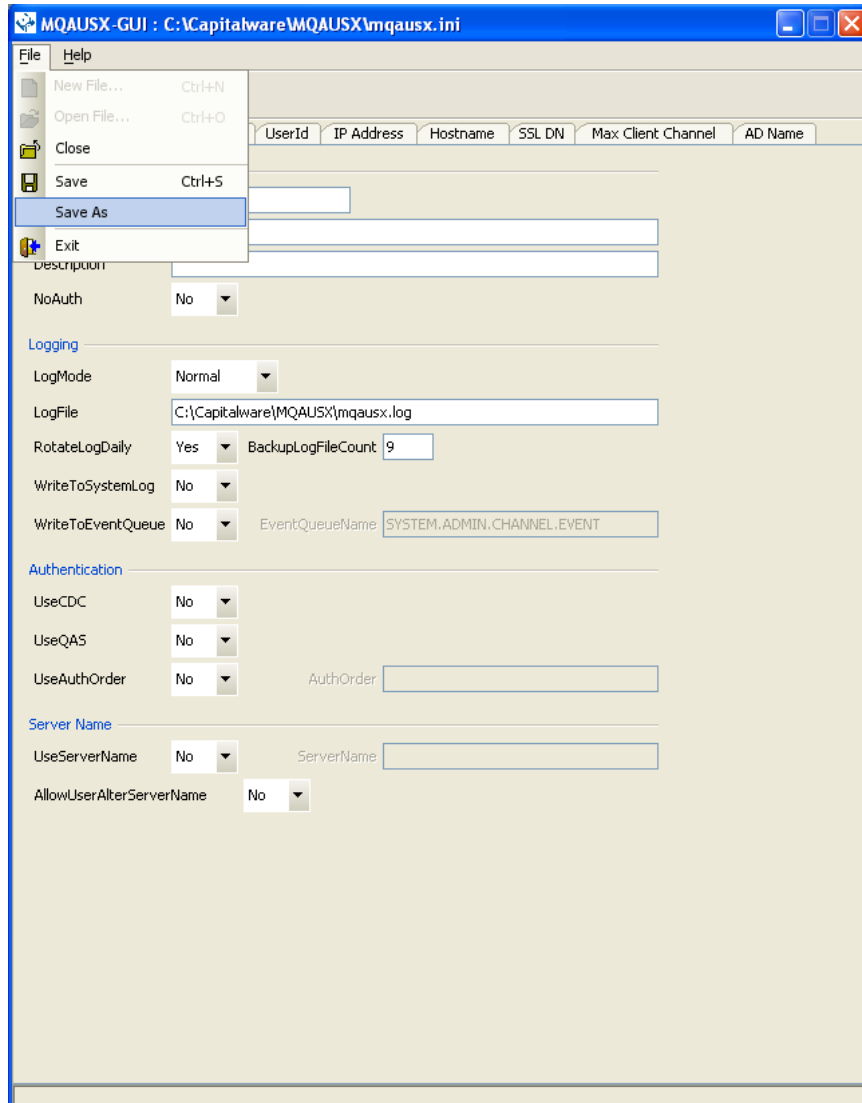 MQAUSX-GUI : C:\Capitalware\MQAUSX\mqausx.ini
File Help
New File... Ctrl+N
Open File... Ctrl+O
Close
Save Ctrl+S
Save As
Exit
UserId IP Address Hostname SSL DN Max Client Channel AD Name
Description
NoAuth No
Logging
LogMode Normal
LogFile C:\Capitalware\MQAUSX\mqausx.log
RotateLogDaily Yes BackupLogFileCount 9
WriteToSystemLog No
WriteToEventQueue No EventQueueName SYSTEM.ADMIN.CHANNEL.EVENT
Authentication
UseCDC No
UseQAS No
UseAuthOrder No AuthOrder
Server Name
UseServerName No ServerName
AllowUserAlterServerName No